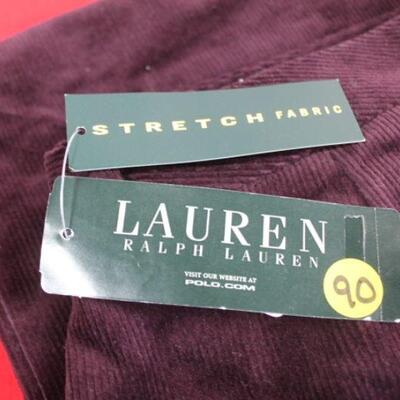 STRETCH FABRIC
LAUREN
RALPH LAUREN
VISIT OUR WEBSITE AT
POLO.COM
90